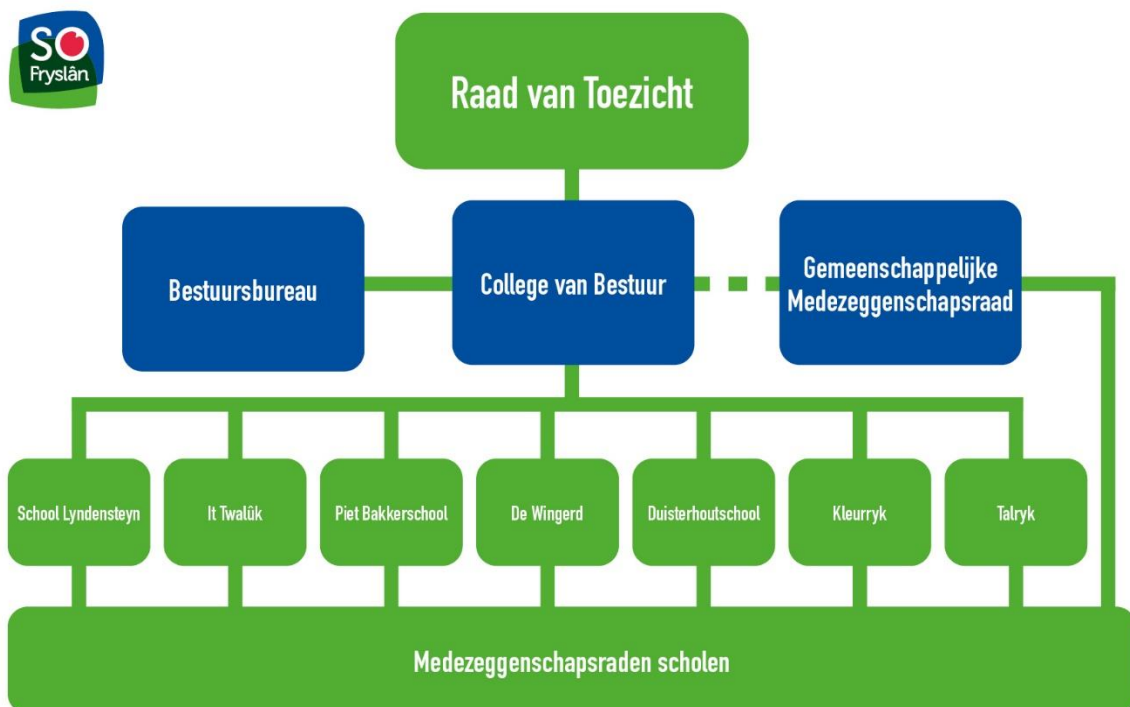 SO
Fryslân
Raad van Toezicht
Bestuursbureau
College van Bestuur
Gemeenschappelijke
Medezeggenschapsraad
School Lyndensteyn
It Twalûk
Piet Bakkerschool
De Wingerd
Duisterhoutschool
Kleurryk
Talryk
Medezeggenschapsraden scholen